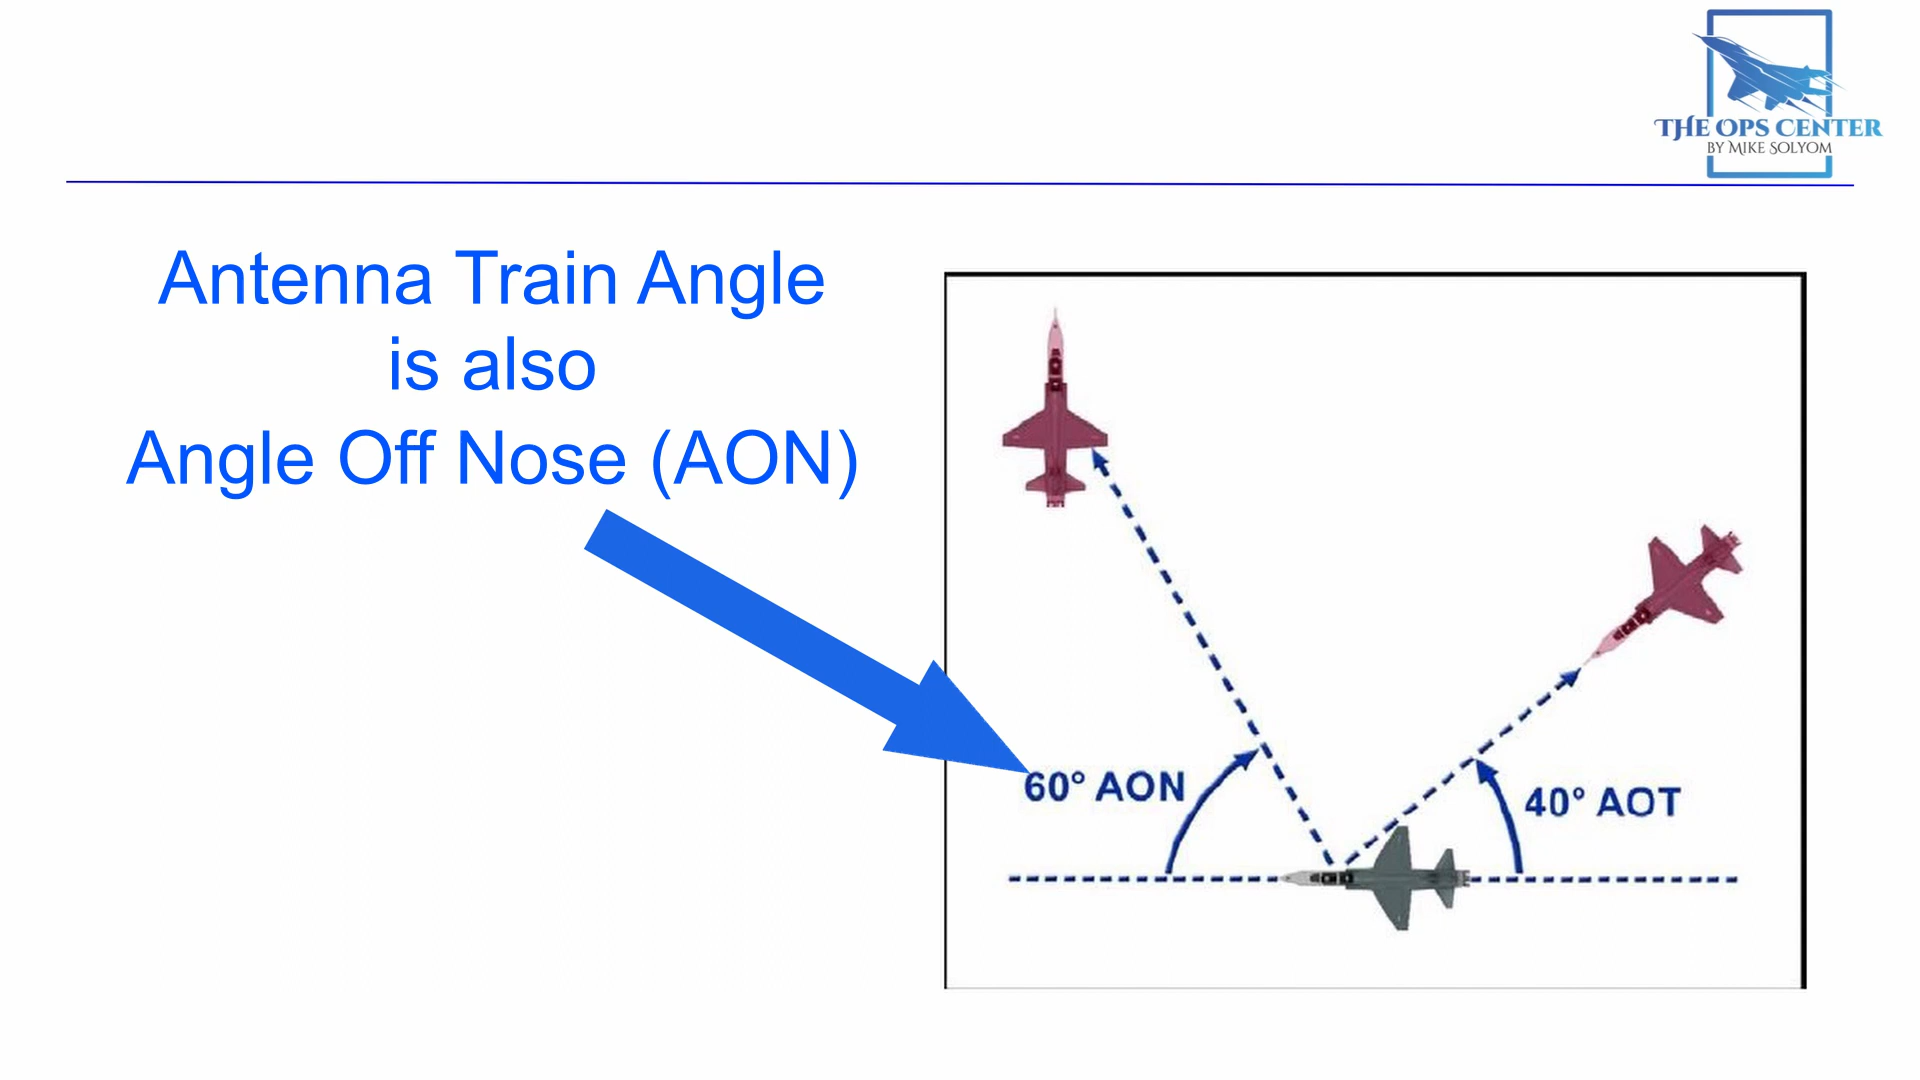 THE OPS CENTER
BY MIKE SOLYOM
Antenna Train Angle
is also
Angle Off Nose (AON)
60° AON
40° AOT